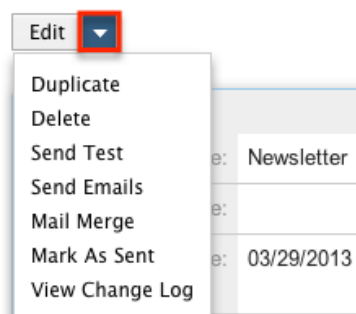 Edit
Duplicate
Delete
Send Test
e: Newsletter
Send Emails
e:
Mail Merge
Mark As Sent
e: 03/29/2013
View Change Log